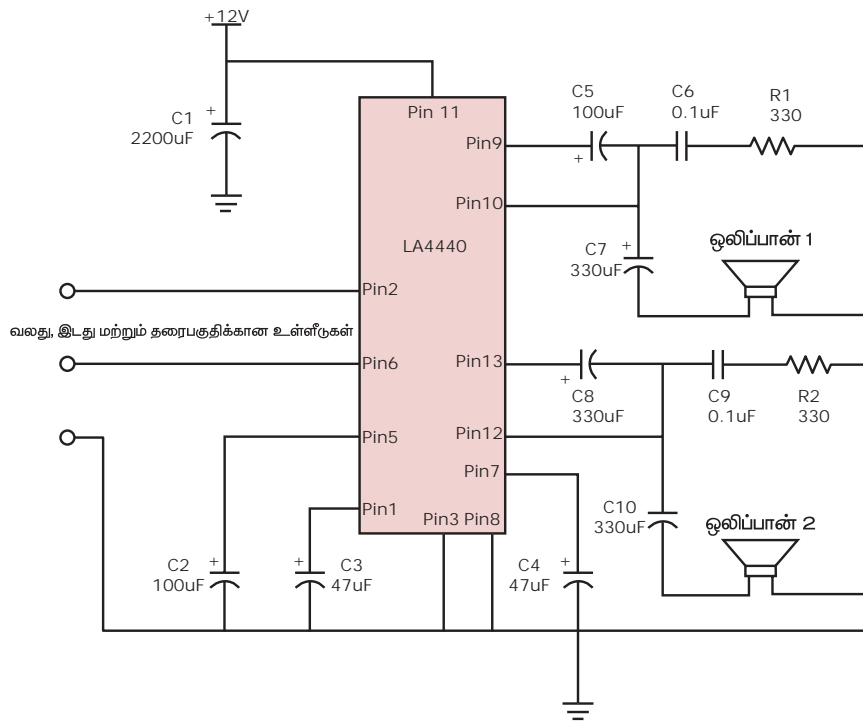 +12V
+
C1
2200uF
Pin 11
Pin9
C5
100uF
+
C6
0.1uF
R1
330
Pin10
LA4440
C7
330uF
+
ஒலிப்பான் 1
Pin2
வலது, இடது மற்றும் தரைபகுதிக்கான உள்ளீடுகள்
Pin6
Pin13
+
C8
330uF
C9
0.1uF
R2
330
Pin5
Pin12
Pin7
Pin1
Pin3 Pin8
C10
330uF
ஒலிப்பான் 2
C2
100uF
+
+
C3
47uF
C4
47uF
+